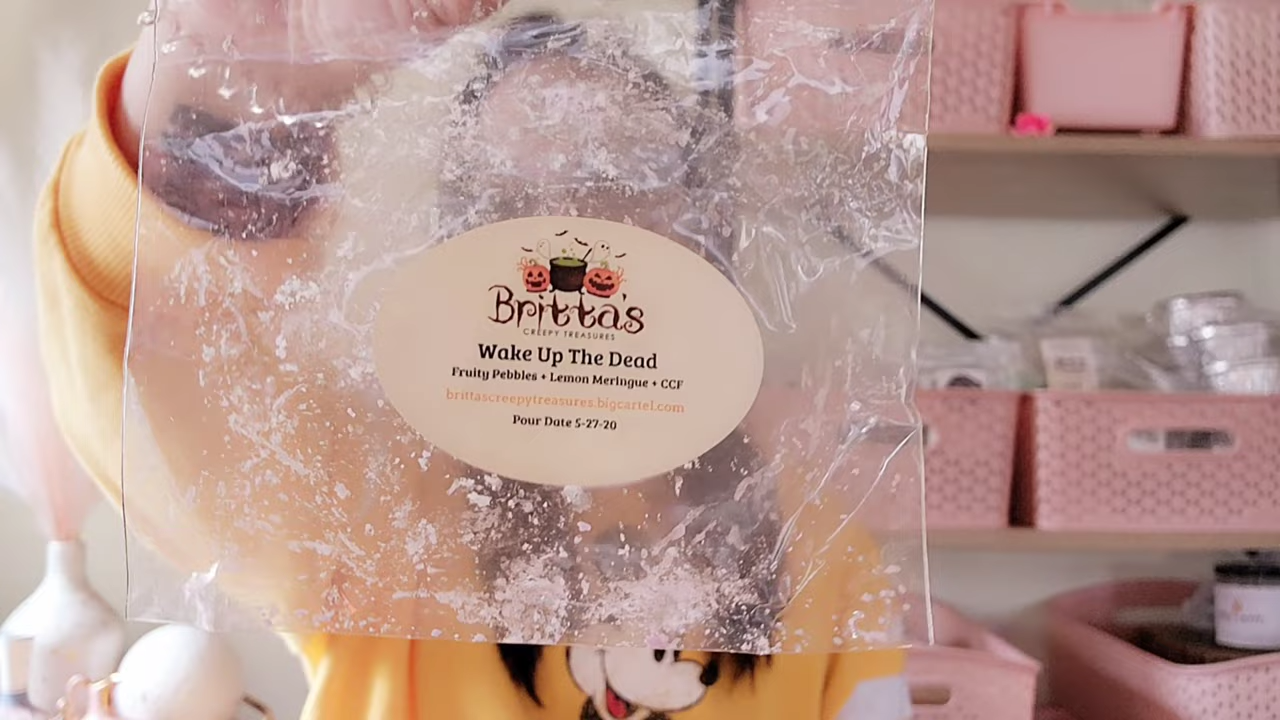 Britta's
CREEPY TREASURES
Wake Up The Dead
Fruity Pebbles + Lemon Meringue + CCF
brittascreepytreasures.bigcartel.com
Pour Date 5-27-20